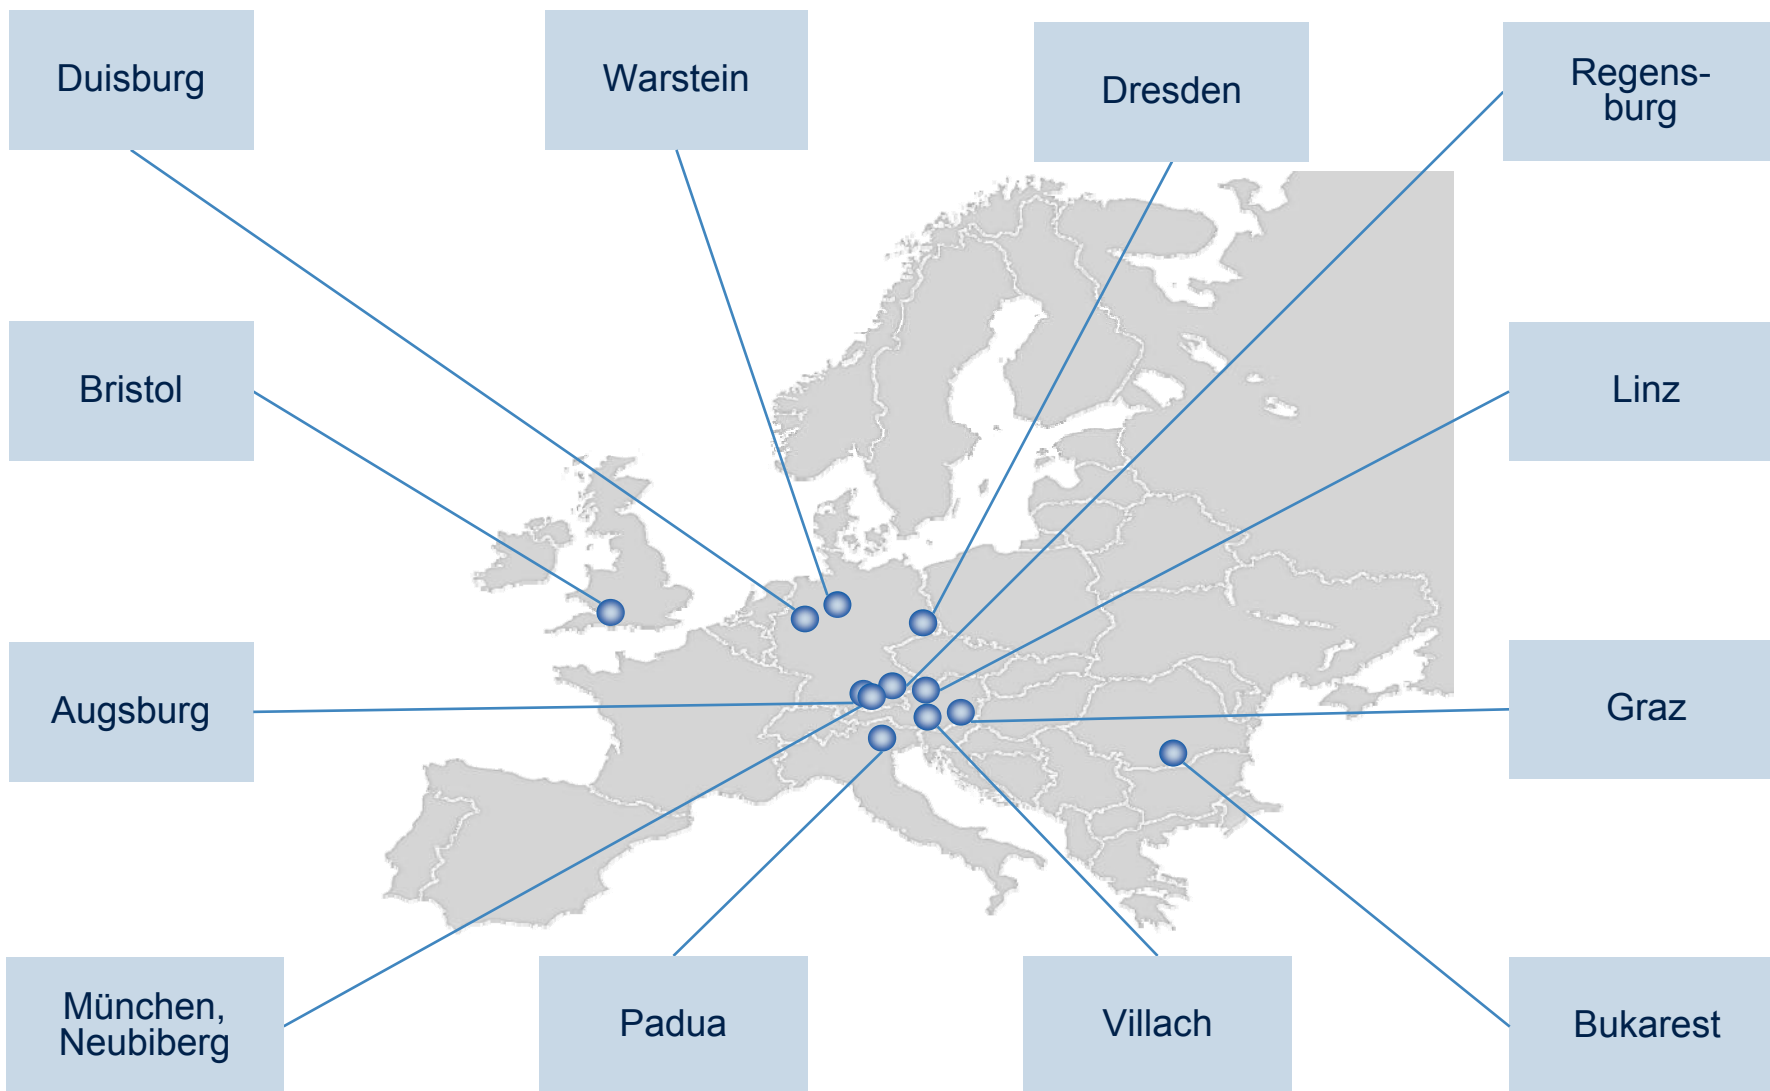 Duisburg
Warstein
Dresden
Regens-
burg
Bristol
Linz
Augsburg
Graz
München,
Neubiberg
Padua
Villach
Bukarest